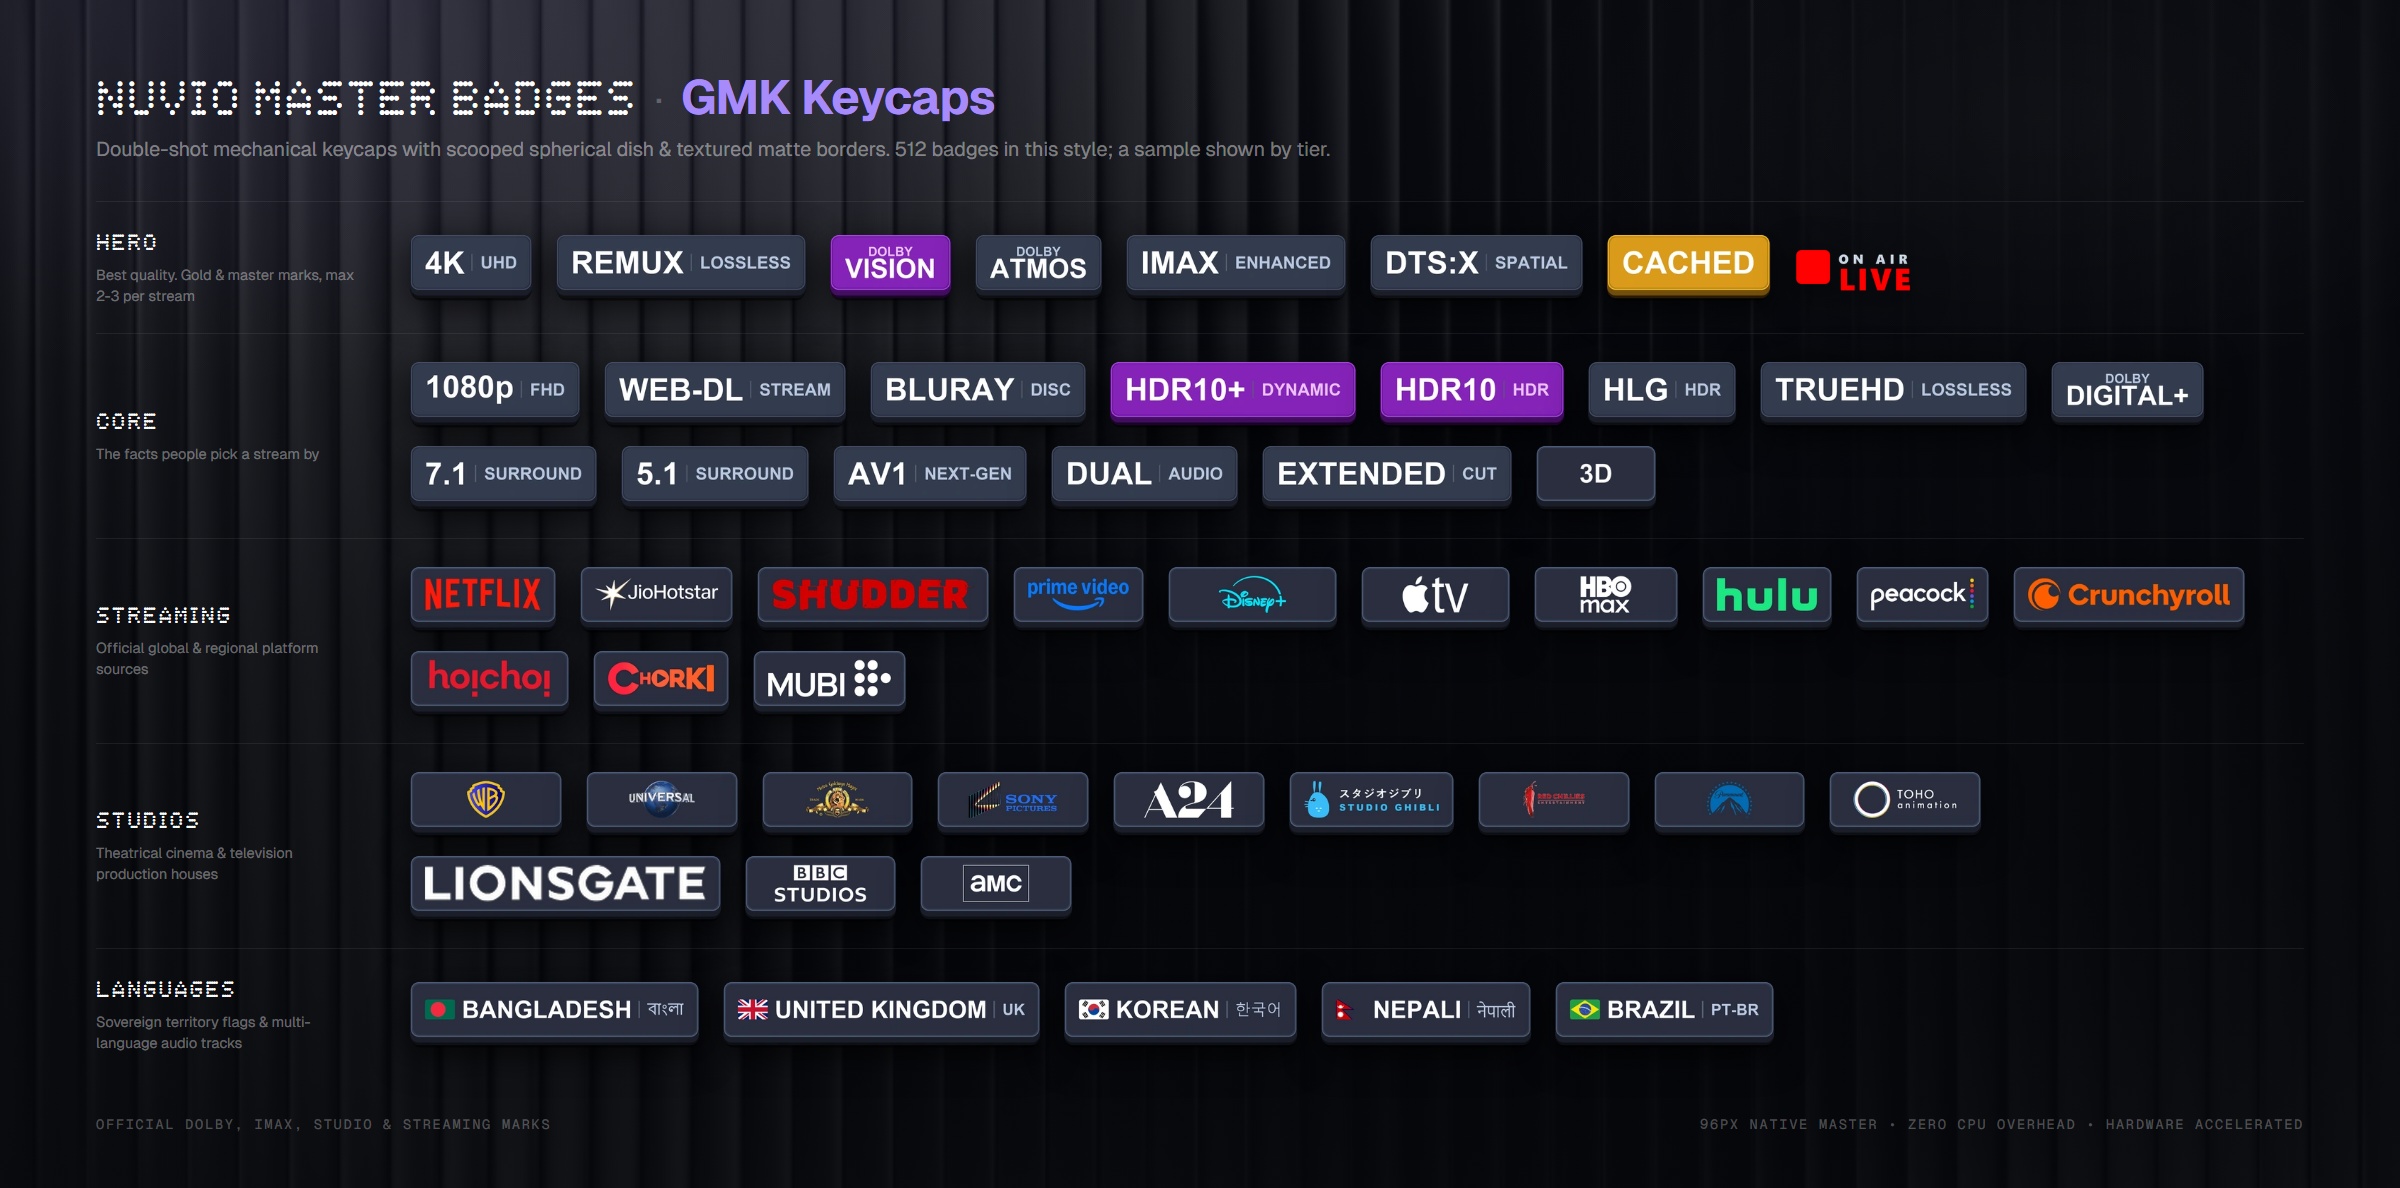 NUVIO MASTER BADGES · GMK Keycaps
Double-shot mechanical keycaps with scooped spherical dish & textured matte borders. 512 badges in this style; a sample shown by tier.
HERO
Best quality. Gold & master marks, max
2-3 per stream
4K | UHD
REMUX | LOSSLESS
DOLBY
VISION
DOLBY
ATMOS
IMAX | ENHANCED
DTS:X | SPATIAL
CACHED
ON AIR
LIVE
CORE
The facts people pick a stream by
1080p | FHD
WEB-DL | STREAM
BLURAY | DISC
HDR10+ | DYNAMIC
HDR10 | HDR
HLG | HDR
TRUEHD | LOSSLESS
DOLBY
DIGITAL+
7.1 | SURROUND
5.1 | SURROUND
AV1 | NEXT-GEN
DUAL | AUDIO
EXTENDED | CUT
3D
STREAMING
Official global & regional platform
sources
NETFLIX
JioHotstar
SHUDDER
prime video
Disney+
tv
HBO
max
hulu
peacock
Crunchyroll
hoichoi
CHORKI
MUBI
STUDIOS
Theatrical cinema & television
production houses
WB
UNIVERSAL
SONY
PICTURES
A24
スタジオジブリ
STUDIO GHIBLI
RED CHILLIES
ENTERTAINMENT
TOHO
animation
LIONSGATE
BBC
STUDIOS
aMC
LANGUAGES
Sovereign territory flags & multi-
language audio tracks
BANGLADESH | বাংলা
UNITED KINGDOM | UK
KOREAN | 한국어
NEPALI | नेपाली
BRAZIL | PT-BR
OFFICIAL DOLBY, IMAX, STUDIO & STREAMING MARKS
96PX NATIVE MASTER • ZERO CPU OVERHEAD • HARDWARE ACCELERATED